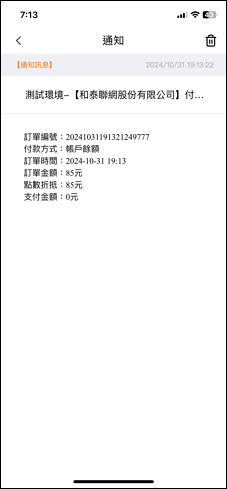 7:13
通知
【通知訊息】 2024/10/31 19:13:22
測試環境–【和泰聯網股份有限公司】付...
訂單編號：20241031191321249777
付款方式：帳戶餘額
訂單時間：2024-10-31 19:13
訂單金額：85元
點數折抵：85元
支付金額：0元